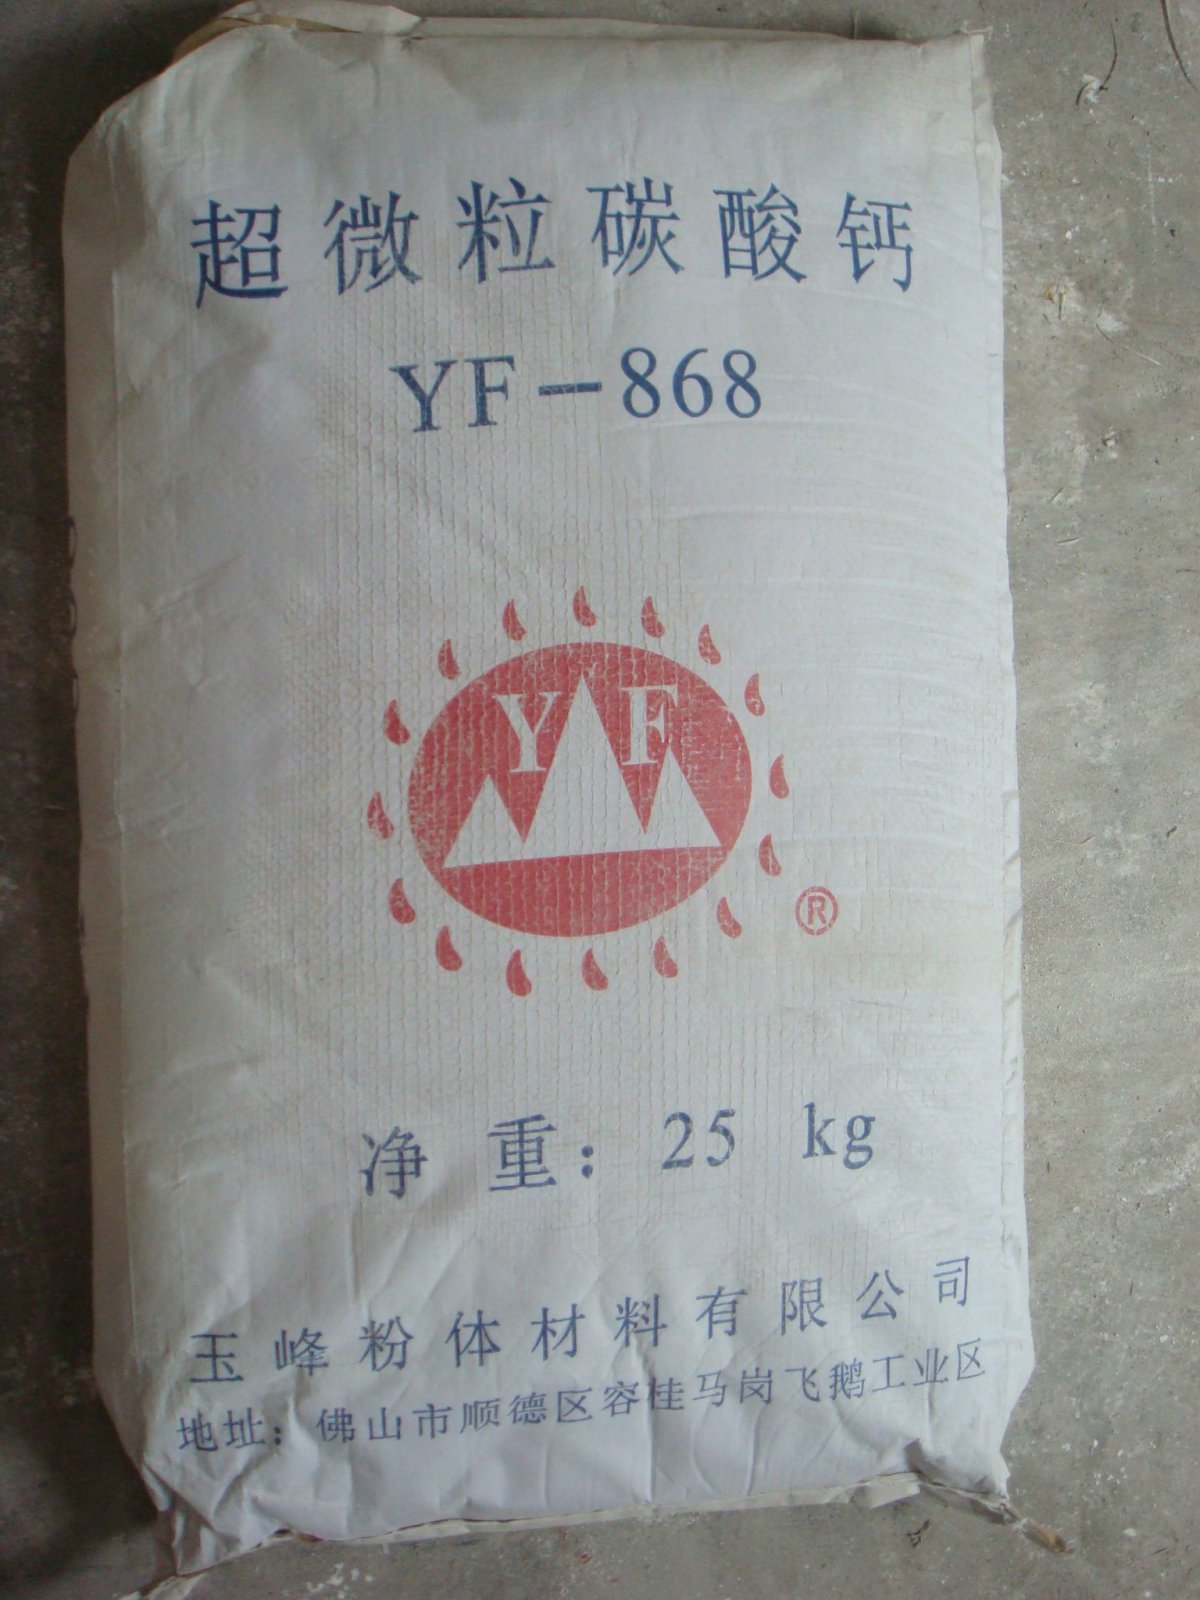 超微粒碳酸钙
YF-868
YF
®
净重：25 kg
玉峰粉体材料有限公司
地址：佛山市顺德区容桂马岗飞鹅工业区